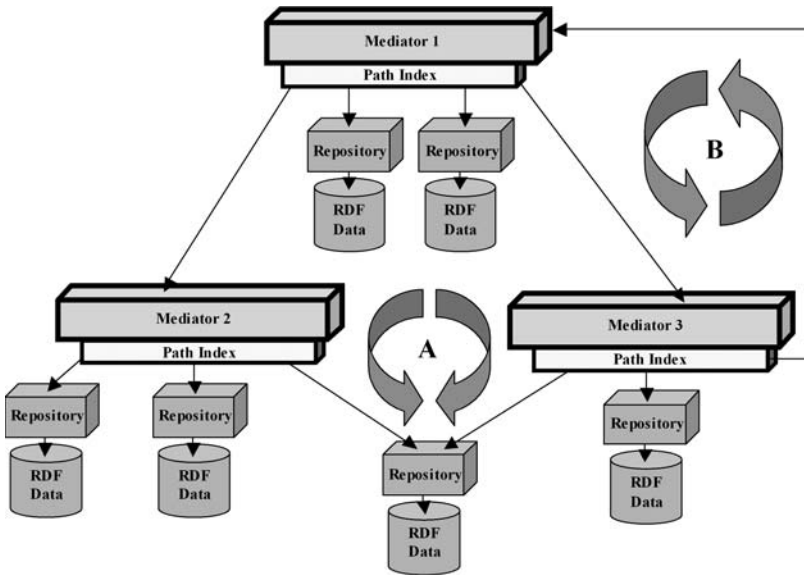 Mediator 1
Path Index
Repository
Repository
RDF
Data
RDF
Data
B
Mediator 2
Path Index
A
Mediator 3
Path Index
Repository
RDF
Data
Repository
RDF
Data
Repository
RDF
Data
Repository
RDF
Data